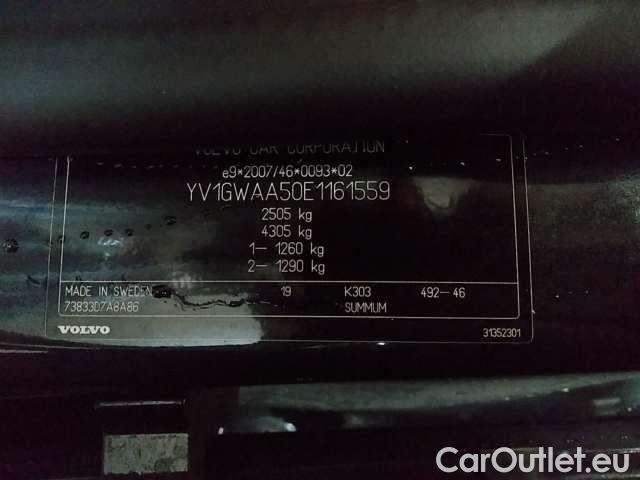 VOLVO CAR CORPORATION
e9*2007/46*0093*02
YV1GWAA50E1161559
2505 kg
4305 kg
1– 1260 kg
2– 1290 kg
MADE IN SWEDEN 19 K303 492–46
73833D7A8A86 SUMMUM
VOLVO 31352301
CarOutlet.eu